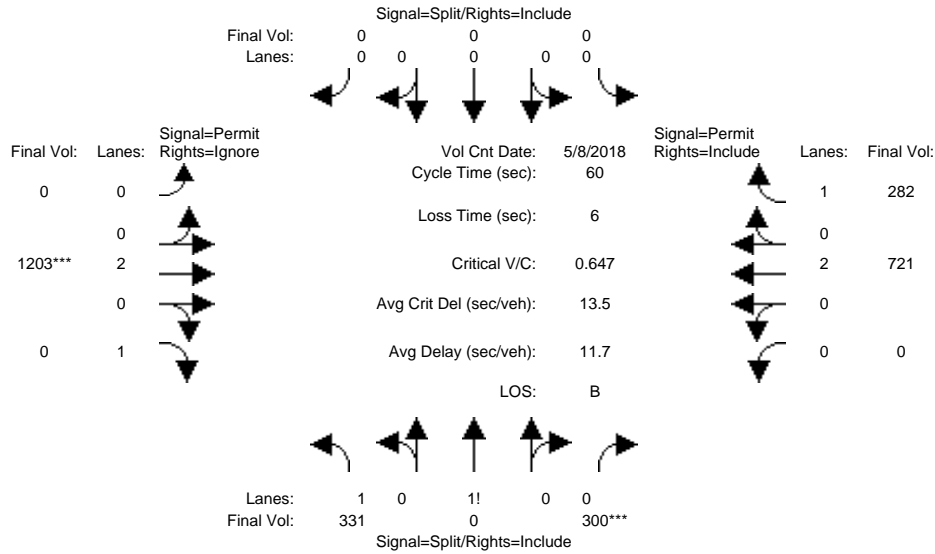 Signal=Split/Rights=Include
Final Vol: 0 0 0
Lanes: 0 0 0 0 0
Signal=Permit
Final Vol: Lanes: Rights=Ignore
Vol Cnt Date: 5/8/2018
Signal=Permit
Rights=Include Lanes: Final Vol:
Cycle Time (sec): 60
0 0
1 282
Loss Time (sec): 6
0
0
1203*** 2
Critical V/C: 0.647
2 721
0
Avg Crit Del (sec/veh): 13.5
0
0 1
Avg Delay (sec/veh): 11.7
0 0
LOS: B
Lanes: 1 0 1! 0 0
Final Vol: 331 0 300***
Signal=Split/Rights=Include